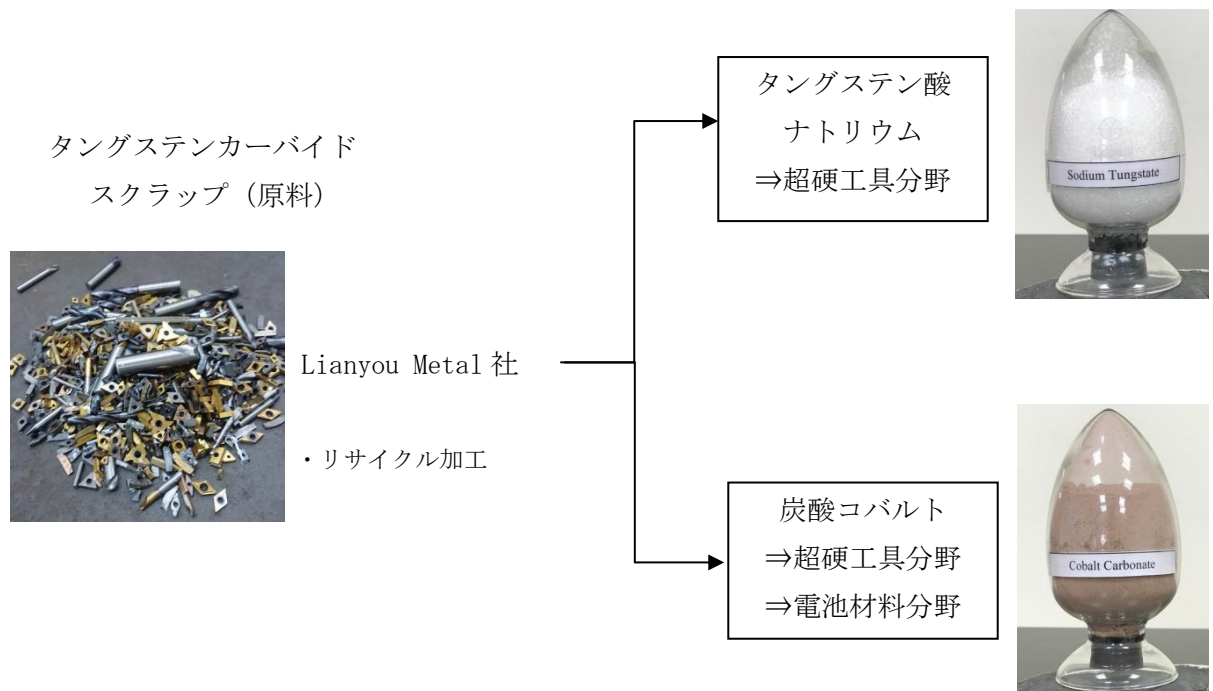 タングステンカーバイド
スクラップ（原料）
Lianyou Metal 社
・リサイクル加工
タングステン酸
ナトリウム
⇒超硬工具分野
Sodium Tungstate
炭酸コバルト
⇒超硬工具分野
⇒電池材料分野
Cobalt Carbonate